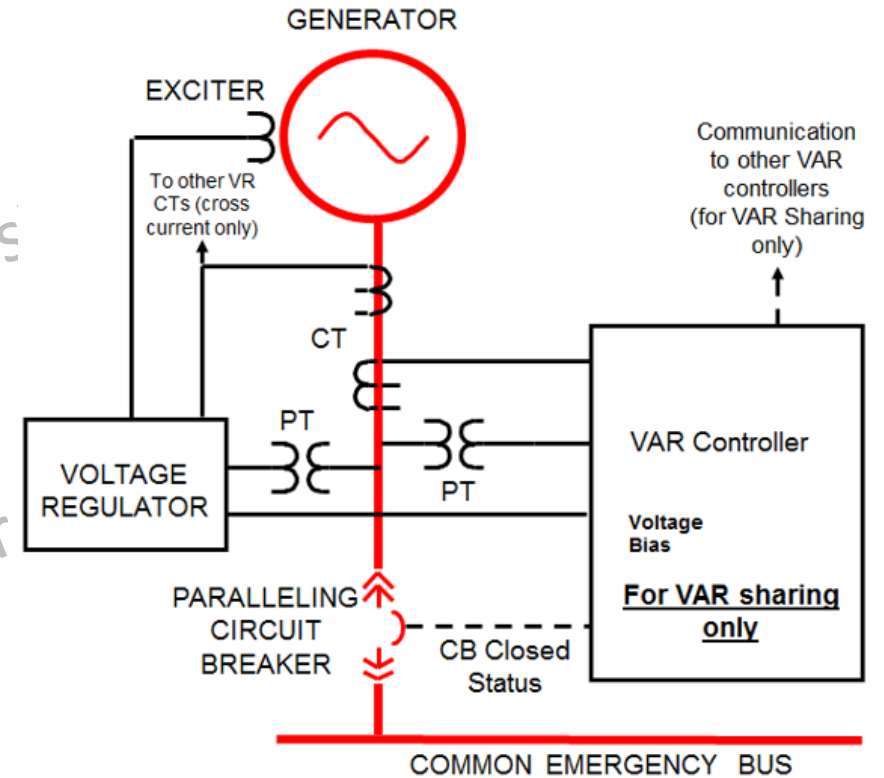 GENERATOR
EXCITER
To other VR
CTs (cross
current only)
Communication
to other VAR
controllers
(for VAR Sharing
only)
CT
PT
VOLTAGE
REGULATOR
PT
VAR Controller
Voltage
Bias
For VAR sharing
only
PARALLELING
CIRCUIT
BREAKER
CB Closed
Status
COMMON EMERGENCY BUS